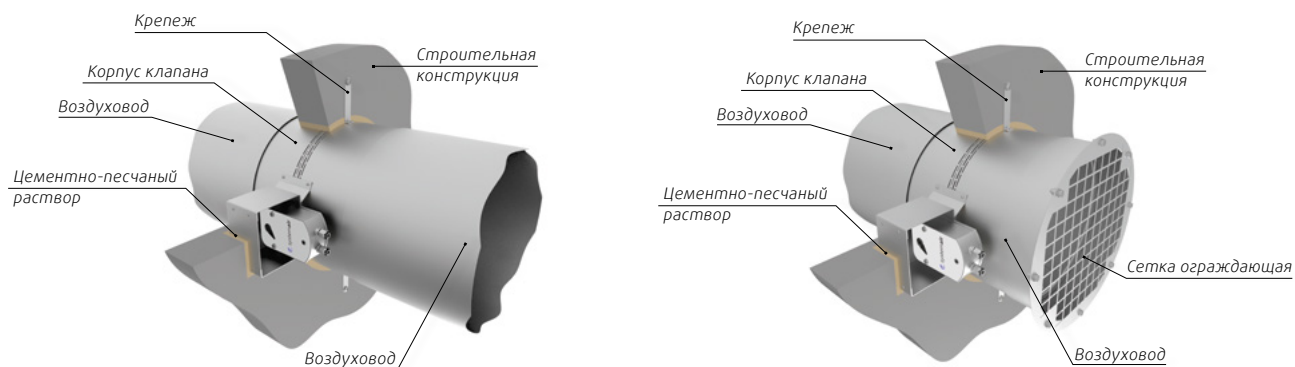 Крепеж
Строительная
конструкция
Корпус клапана
Воздуховод
Цементно-песчаный
раствор
Воздуховод
Крепеж
Строительная
конструкция
Корпус клапана
Воздуховод
Цементно-песчаный
раствор
Сетка ограждающая
Воздуховод